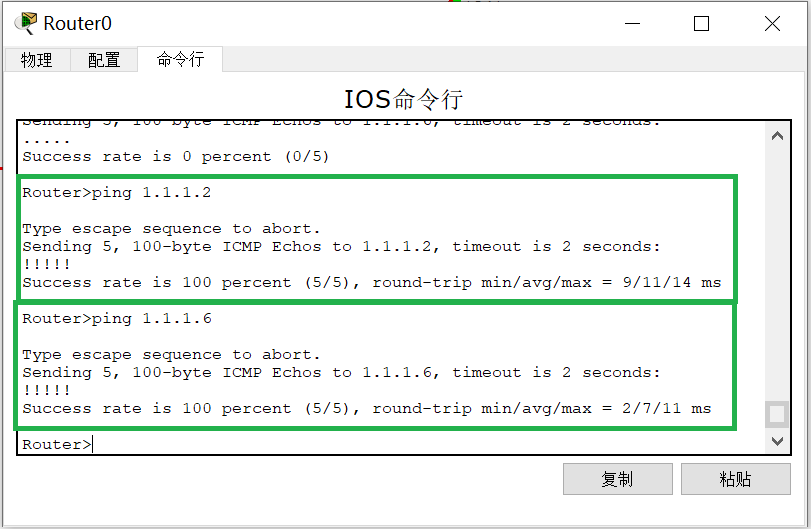 Router0
物理 配置 命令行
IOS命令行
Sending 5, 100-byte ICMP Echos to 1.1.1.6, timeout is 2 seconds:
.....
Success rate is 0 percent (0/5)
Router>ping 1.1.1.2
Type escape sequence to abort.
Sending 5, 100-byte ICMP Echos to 1.1.1.2, timeout is 2 seconds:
!!!!!
Success rate is 100 percent (5/5), round-trip min/avg/max = 9/11/14 ms
Router>ping 1.1.1.6
Type escape sequence to abort.
Sending 5, 100-byte ICMP Echos to 1.1.1.6, timeout is 2 seconds:
!!!!!
Success rate is 100 percent (5/5), round-trip min/avg/max = 2/7/11 ms
Router>
复制 粘贴